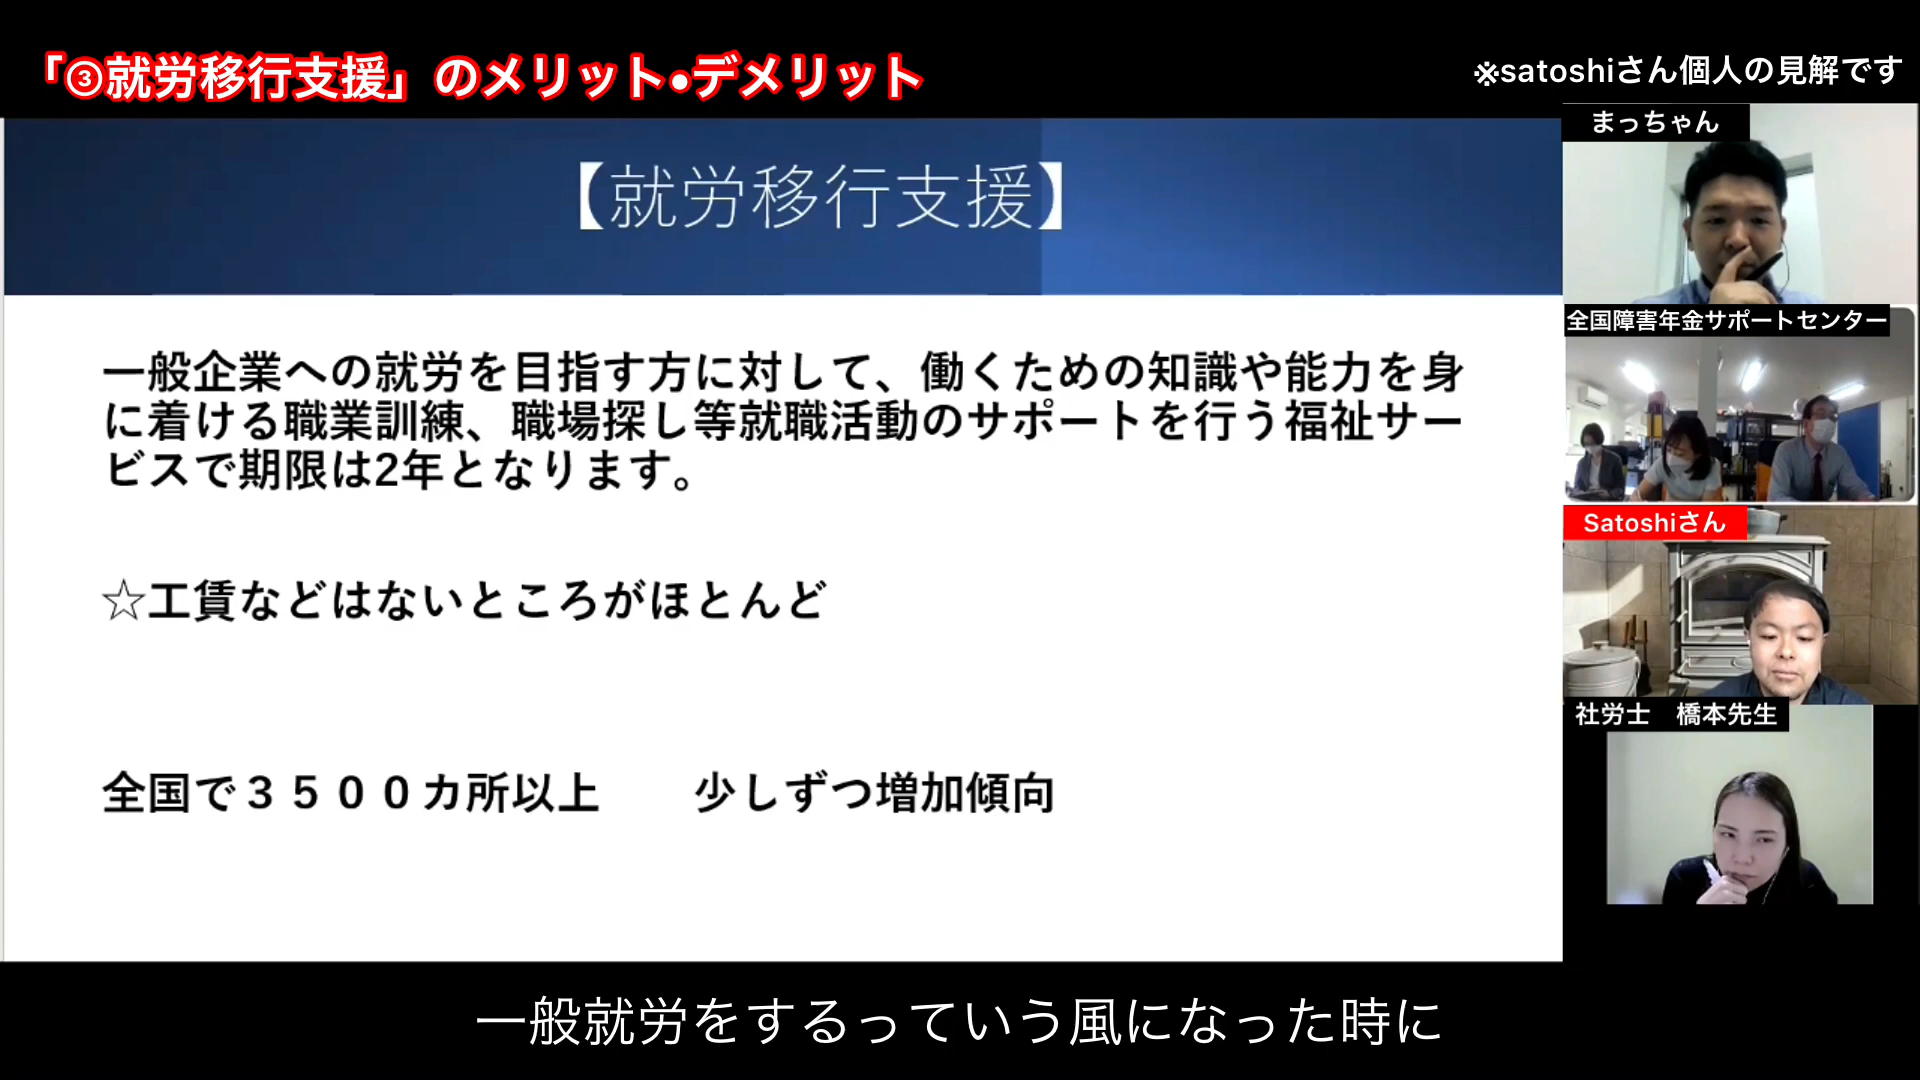 「③就労移行支援」のメリット•デメリット
※satoshiさん個人の見解です
【就労移行支援】
一般企業への就労を目指す方に対して、働くための知識や能力を身
に着ける職業訓練、職場探し等就職活動のサポートを行う福祉サー
ビスで期限は2年となります。
☆工賃などはないところがほとんど
全国で３５００カ所以上　　少しずつ増加傾向
まっちゃん
全国障害年金サポートセンター
Satoshiさん
社労士　橋本先生
一般就労をするっていう風になった時に